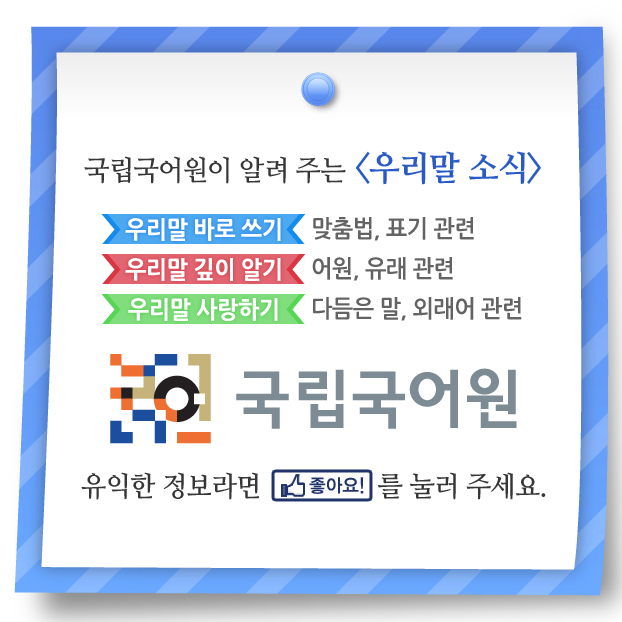 국립국어원이 알려 주는 〈우리말 소식〉
우리말 바로 쓰기 맞춤법, 표기 관련
우리말 깊이 알기 어원, 유래 관련
우리말 사랑하기 다듬은 말, 외래어 관련
국립국어원
유익한 정보라면 좋아요! 를 눌러 주세요.